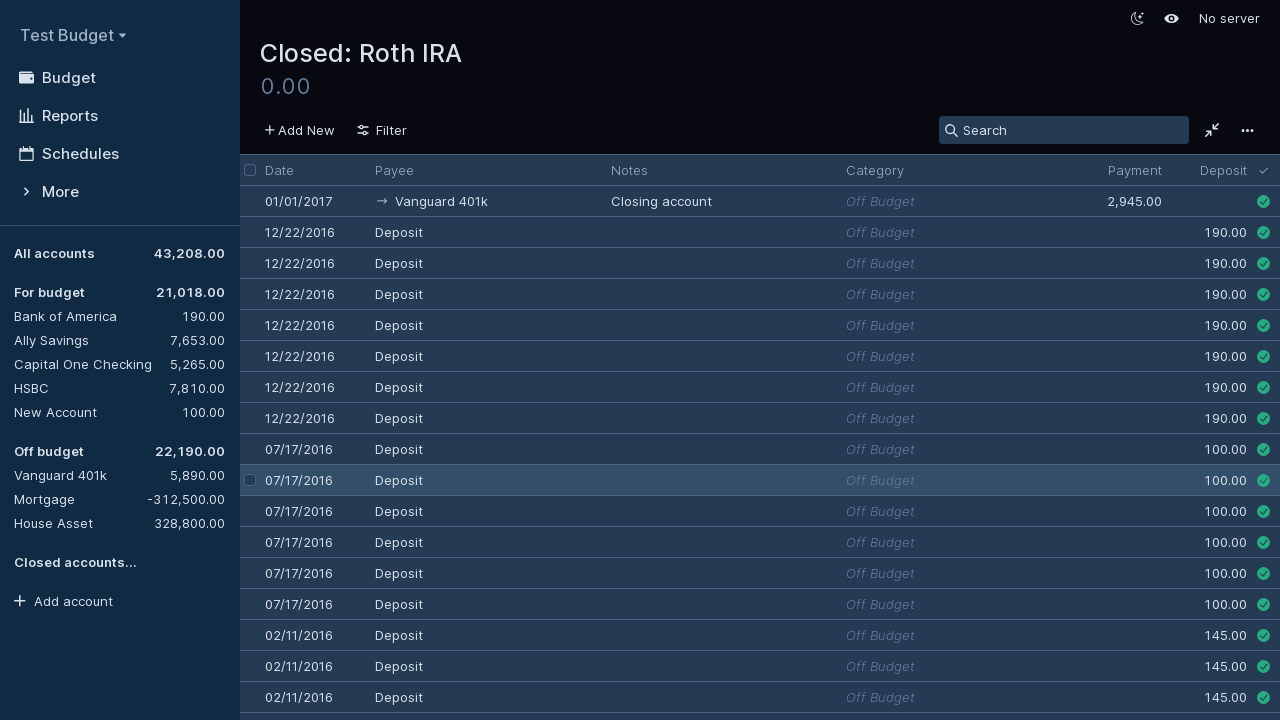 Test Budget
Budget
Reports
Schedules
More
All accounts 43,208.00
For budget 21,018.00
Bank of America 190.00
Ally Savings 7,653.00
Capital One Checking 5,265.00
HSBC 7,810.00
New Account 100.00
Off budget 22,190.00
Vanguard 401k 5,890.00
Mortgage -312,500.00
House Asset 328,800.00
Closed accounts...
Add account
No server
Closed: Roth IRA
0.00
Add New Filter Search
Date Payee Notes Category Payment Deposit
01/01/2017 → Vanguard 401k Closing account Off Budget 2,945.00
12/22/2016 Deposit Off Budget 190.00
12/22/2016 Deposit Off Budget 190.00
12/22/2016 Deposit Off Budget 190.00
12/22/2016 Deposit Off Budget 190.00
12/22/2016 Deposit Off Budget 190.00
12/22/2016 Deposit Off Budget 190.00
12/22/2016 Deposit Off Budget 190.00
07/17/2016 Deposit Off Budget 100.00
07/17/2016 Deposit Off Budget 100.00
07/17/2016 Deposit Off Budget 100.00
07/17/2016 Deposit Off Budget 100.00
07/17/2016 Deposit Off Budget 100.00
07/17/2016 Deposit Off Budget 100.00
02/11/2016 Deposit Off Budget 145.00
02/11/2016 Deposit Off Budget 145.00
02/11/2016 Deposit Off Budget 145.00